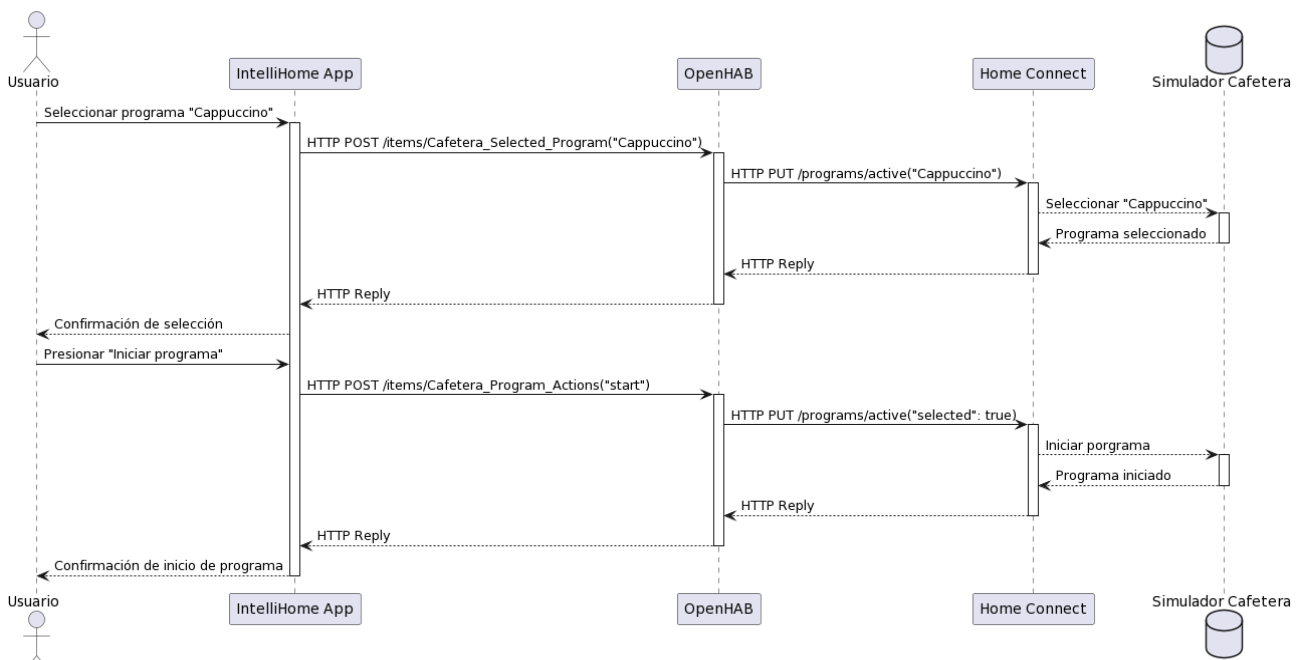 Usuario
IntelliHome App
OpenHAB
Home Connect
Simulador Cafetera
Seleccionar programa "Cappuccino"
HTTP POST /items/Cafetera_Selected_Program("Cappuccino")
HTTP PUT /programs/active("Cappuccino")
Seleccionar "Cappuccino"
Programa seleccionado
HTTP Reply
HTTP Reply
Confirmación de selección
Presionar "Iniciar programa"
HTTP POST /items/Cafetera_Program_Actions("start")
HTTP PUT /programs/active("selected": true)
Iniciar porgrama
Programa iniciado
HTTP Reply
HTTP Reply
Confirmación de inicio de programa
Usuario
IntelliHome App
OpenHAB
Home Connect
Simulador Cafetera